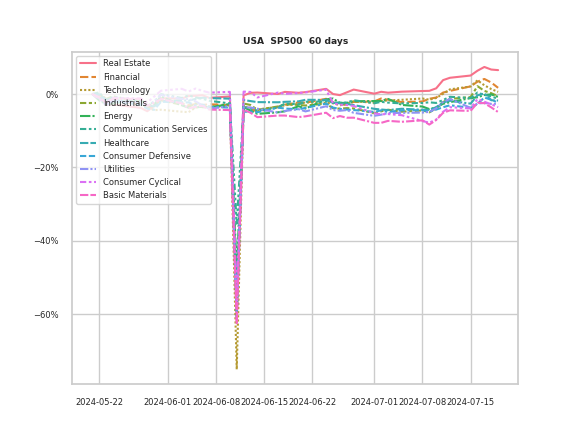 USA  SP500  60 days
Real Estate
Financial
Technology
Industrials
Energy
Communication Services
Healthcare
Consumer Defensive
Utilities
Consumer Cyclical
Basic Materials
0%
−20%
−40%
−60%
2024-05-22 2024-06-01 2024-06-08 2024-06-15 2024-06-22 2024-07-01 2024-07-08 2024-07-15